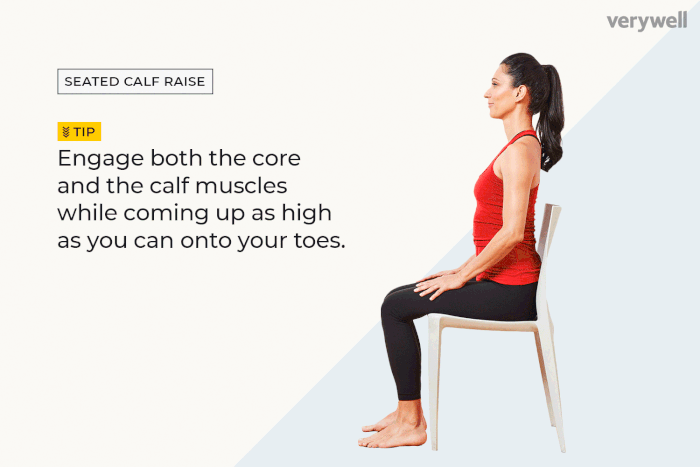 verywell
SEATED CALF RAISE
TIP
Engage both the core
and the calf muscles
while coming up as high
as you can onto your toes.